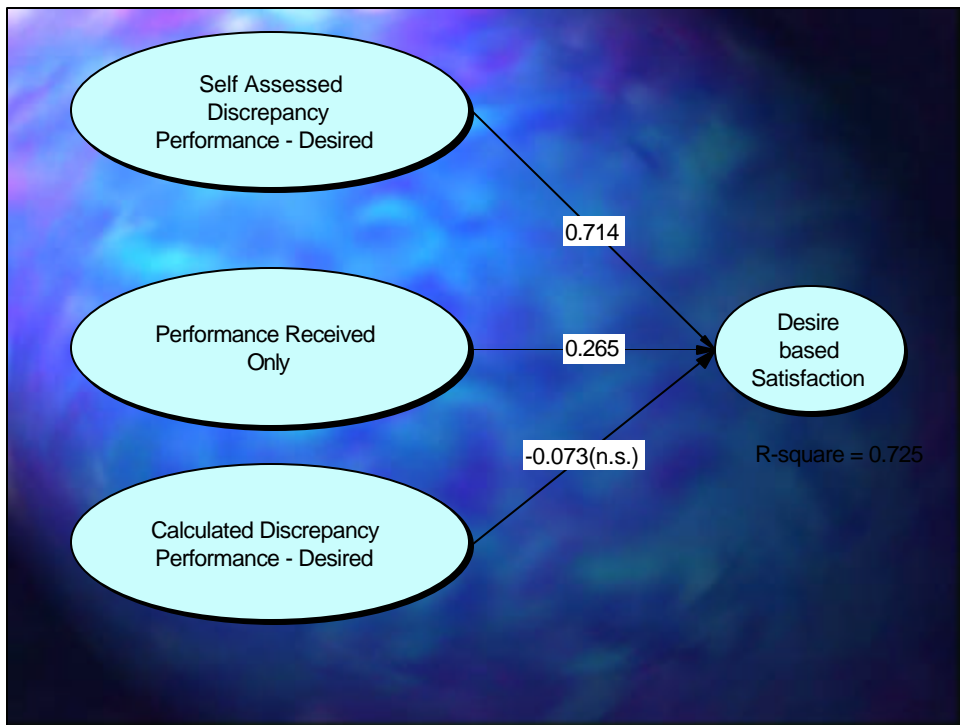 Self Assessed
Discrepancy
Performance - Desired
0.714
Performance Received
Only
0.265
Desire
based
Satisfaction
-0.073(n.s.)
R-square = 0.725
Calculated Discrepancy
Performance - Desired